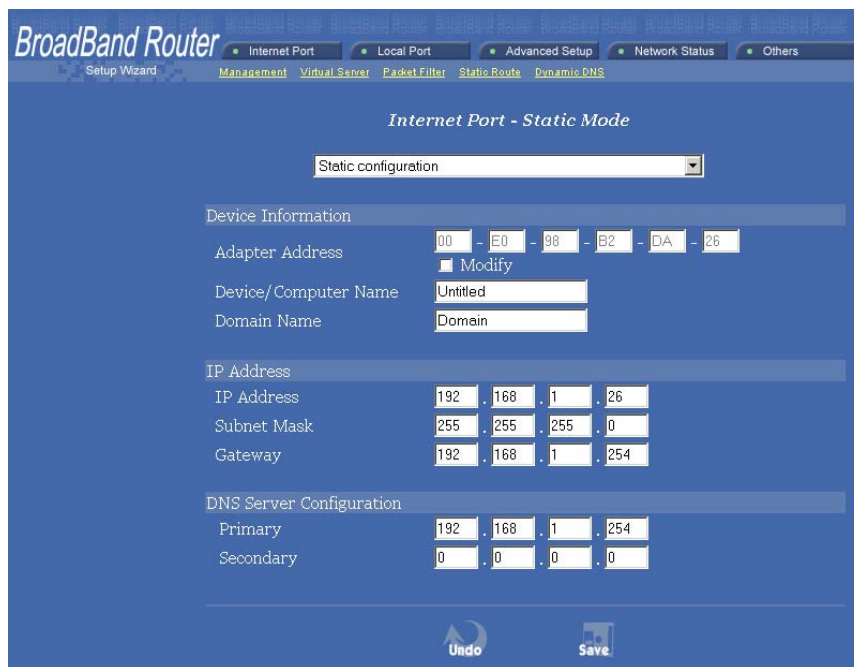 BroadBand Router
Setup Wizard
Internet Port Local Port Advanced Setup Network Status Others
Management Virtual Server Packet Filter Static Route Dynamic DNS
Internet Port - Static Mode
Static configuration
Device Information
Adapter Address 00 - E0 - 98 - B2 - DA - 26
Modify
Device/Computer Name Untitled
Domain Name Domain
IP Address
IP Address 192 . 168 . 1 . 26
Subnet Mask 255 . 255 . 255 . 0
Gateway 192 . 168 . 1 . 254
DNS Server Configuration
Primary 192 . 168 . 1 . 254
Secondary 0 . 0 . 0 . 0
Undo Save